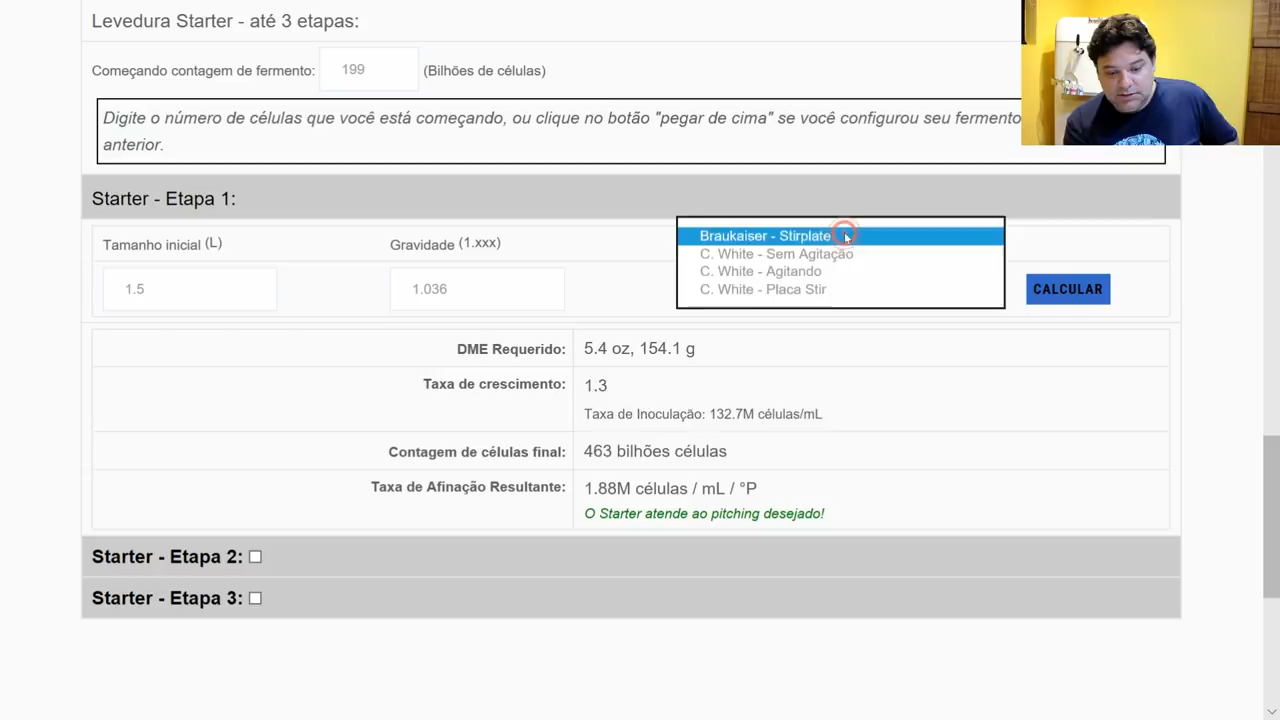 Levedura Starter - até 3 etapas:
Começando contagem de fermento: 199 (Bilhões de células)
Digite o número de células que você está começando, ou clique no botão "pegar de cima" se você configurou seu fermento
anterior.
Starter - Etapa 1:
Tamanho inicial (L) Gravidade (1.xxx)
Braukaiser - Stirplate
C. White - Sem Agitação
C. White - Agitando
C. White - Placa Stir
1.5 1.036 CALCULAR
DME Requerido: 5.4 oz, 154.1 g
Taxa de crescimento: 1.3
Taxa de Inoculação: 132.7M células/mL
Contagem de células final: 463 bilhões células
Taxa de Afinação Resultante: 1.88M células / mL / °P
O Starter atende ao pitching desejado!
Starter - Etapa 2:
Starter - Etapa 3: